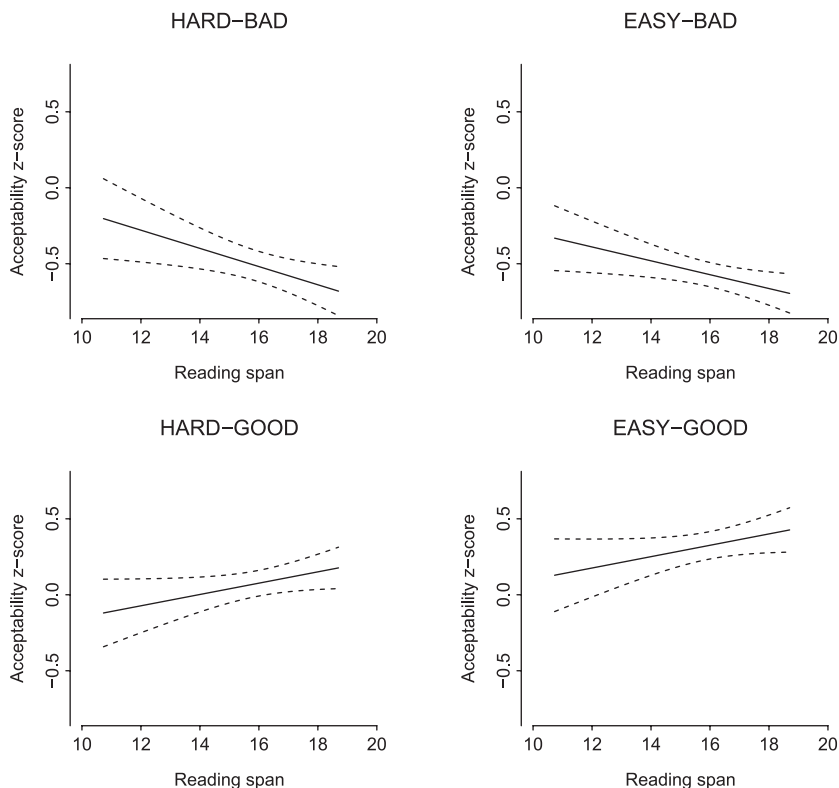 HARD−BAD
Acceptability z−score
0.5
0.0
−0.5
10 12 14 16 18 20
Reading span
EASY−BAD
Acceptability z−score
0.5
0.0
−0.5
10 12 14 16 18 20
Reading span
HARD−GOOD
Acceptability z−score
0.5
0.0
−0.5
10 12 14 16 18 20
Reading span
EASY−GOOD
Acceptability z−score
0.5
0.0
−0.5
10 12 14 16 18 20
Reading span